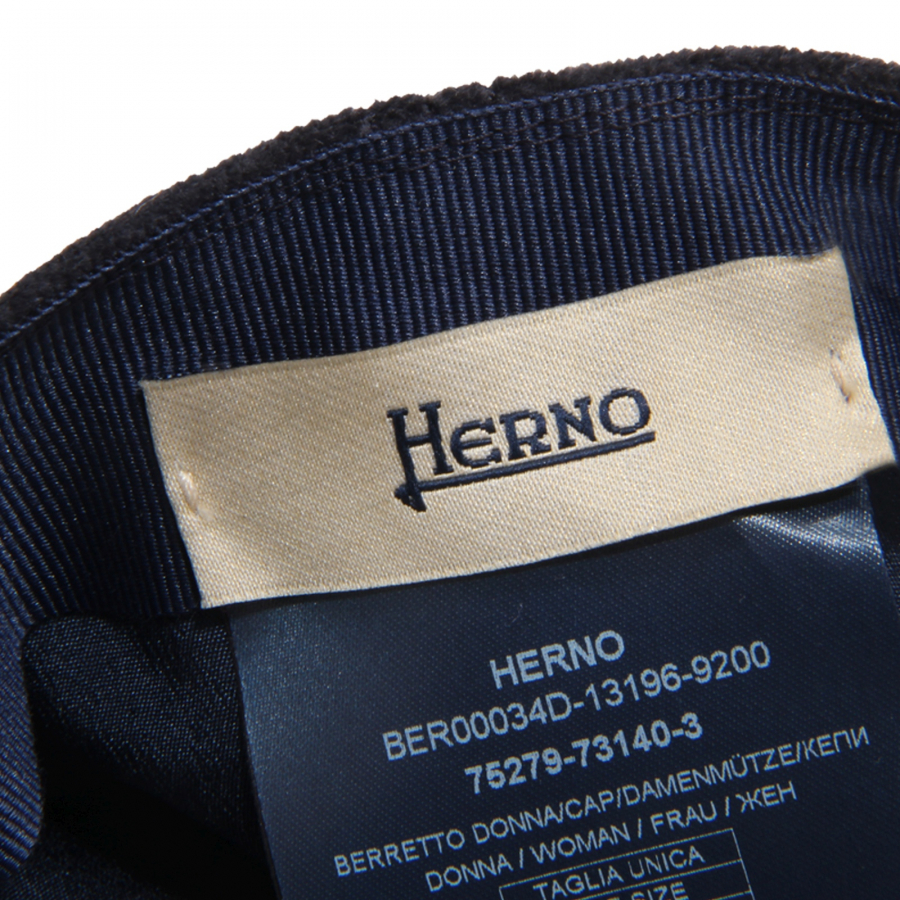 HERNO
HERNO
BER00034D-13196-9200
75279-73140-3
BERRETTO DONNA/CAP/DAMENMÜTZE/КЕПИ
DONNA / WOMAN / FRAU / ЖЕН
TAGLIA UNICA
SIZE